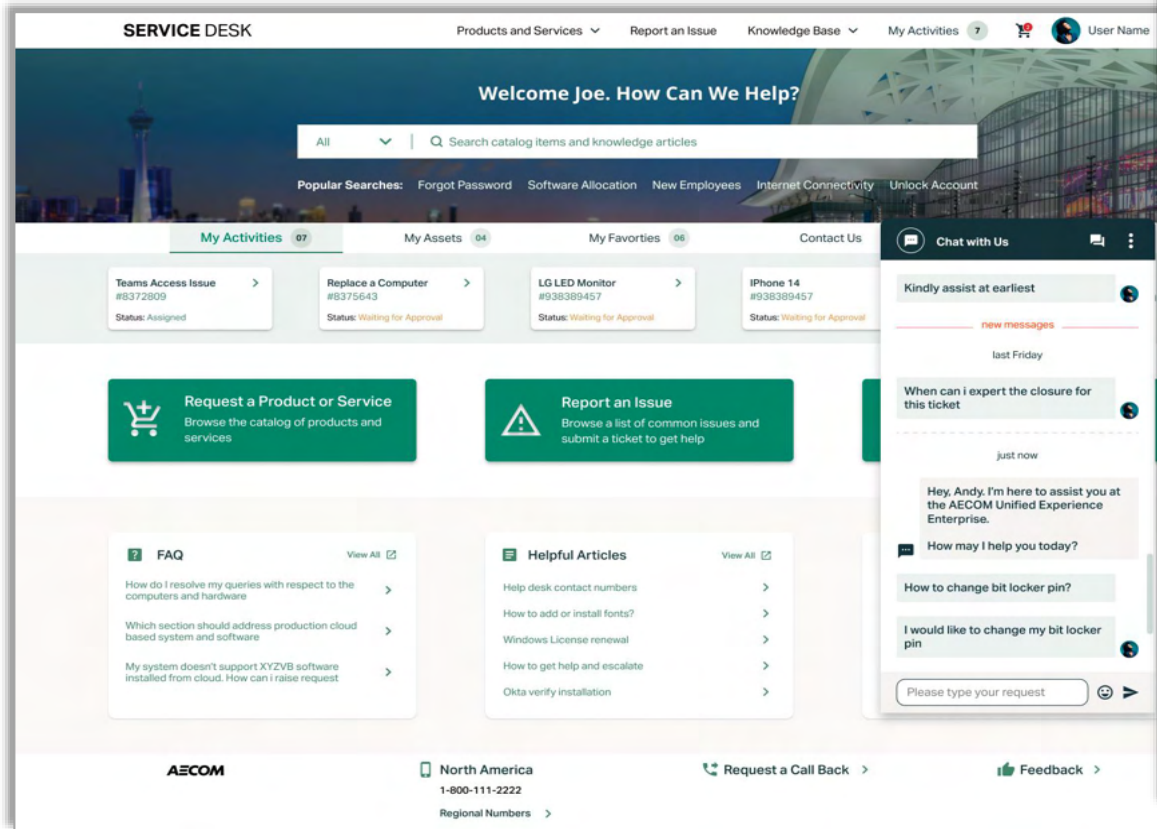 SERVICE DESK
Products and Services
Report an Issue
Knowledge Base
My Activities 7
2
User Name
Welcome Joe. How Can We Help?
All
Search catalog items and knowledge articles
Popular Searches: Forgot Password Software Allocation New Employees Internet Connectivity Unlock Account
My Activities 07
My Assets 04
My Favorties 06
Contact Us
Teams Access Issue
#8372809
Status: Assigned
Replace a Computer
#8375643
Status: Waiting for Approval
LG LED Monitor
#938389457
Status: Waiting for Approval
IPhone 14
#938389457
Status: Waiting for Approval
Request a Product or Service
Browse the catalog of products and
services
Report an Issue
Browse a list of common issues and
submit a ticket to get help
FAQ
View All
How do I resolve my queries with respect to the
computers and hardware
Which section should address production cloud
based system and software
My system doesn't support XYZVB software
installed from cloud. How can i raise request
Helpful Articles
View All
Help desk contact numbers
How to add or install fonts?
Windows License renewal
How to get help and escalate
Okta verify installation
Chat with Us
Kindly assist at earliest
new messages
last Friday
When can i expert the closure for
this ticket
just now
Hey, Andy. I'm here to assist you at
the AECOM Unified Experience
Enterprise.
How may I help you today?
How to change bit locker pin?
I would like to change my bit locker
pin
Please type your request
AECOM
North America
1-800-111-2222
Regional Numbers
Request a Call Back
Feedback